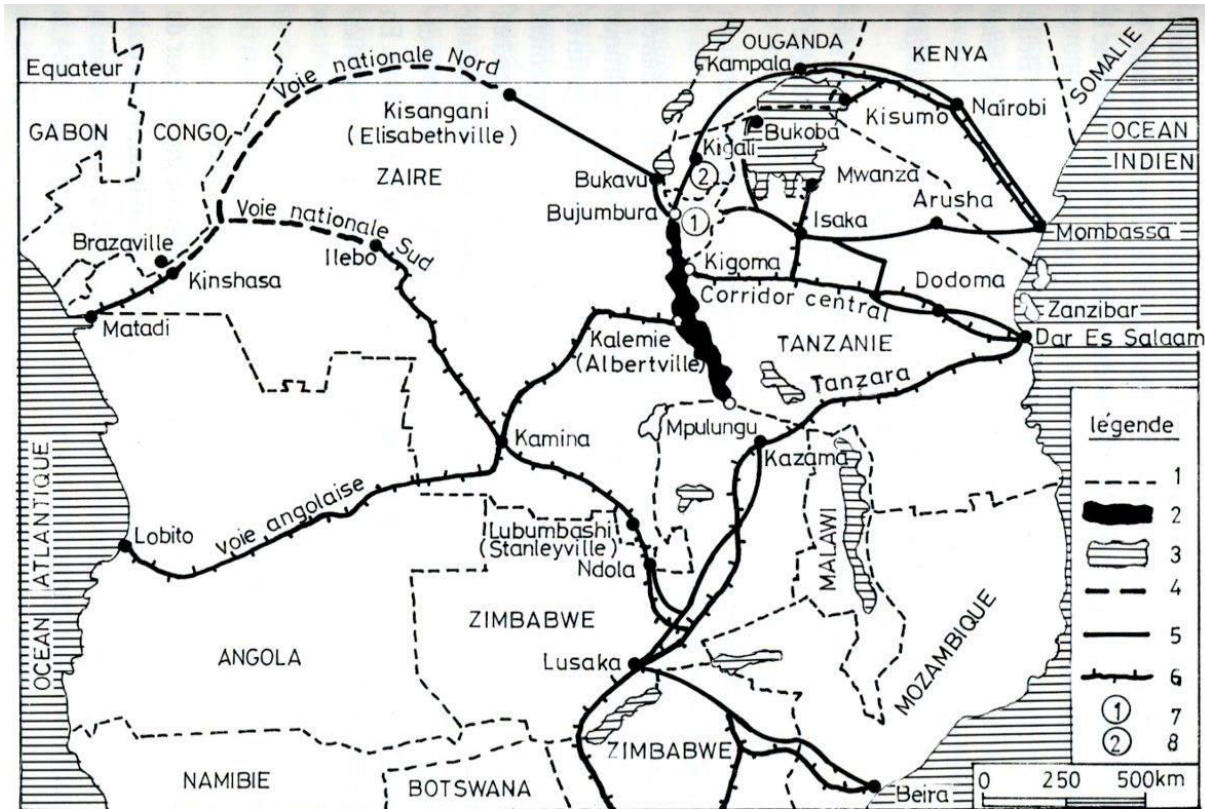 OUGANDA
KENYA
SOMALIE
Equateur
Voie nationale Nord
Kampala
GABON
CONGO
Kisangani
(Elisabethville)
Kisumo
Naïrobi
OCEAN
INDIEN
Bukoba
Kigali
ZAIRE
Bukavu
2
Mwanza
Arusha
Bujumbura
1
Isaka
Mombassa
Voie nationale Sud
Brazaville
Ilebo
Kinshasa
Kigoma
Dodoma
Corridor central
Zanzibar
Matadi
Kalemie
(Albertville)
TANZANIE
Dar Es Salaam
Tanzara
Mpulungu
Kamina
Kazama
voie angolaise
Lobito
OCEAN ATLANTIQUE
Lubumbashi
(Stanleyville)
Ndola
MALAWI
ZIMBABWE
ANGOLA
Lusaka
MOZAMBIQUE
ZIMBABWE
NAMIBIE
BOTSWANA
Beira
légende
1
2
3
4
5
6
1 7
2 8
0 250 500km